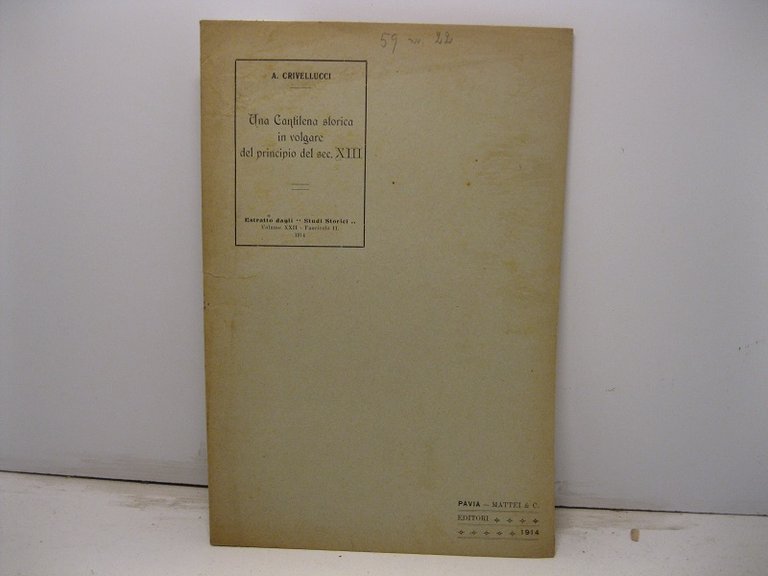 59 22
A. CRIVELLUCCI
Una Cantilena storica
in volgare
del principio del sec. XIII
Estratto dagli " Studi Storici „
Volume XXII - Fascicolo II.
1914
PAVIA — MATTEI & C.
EDITORI
1914